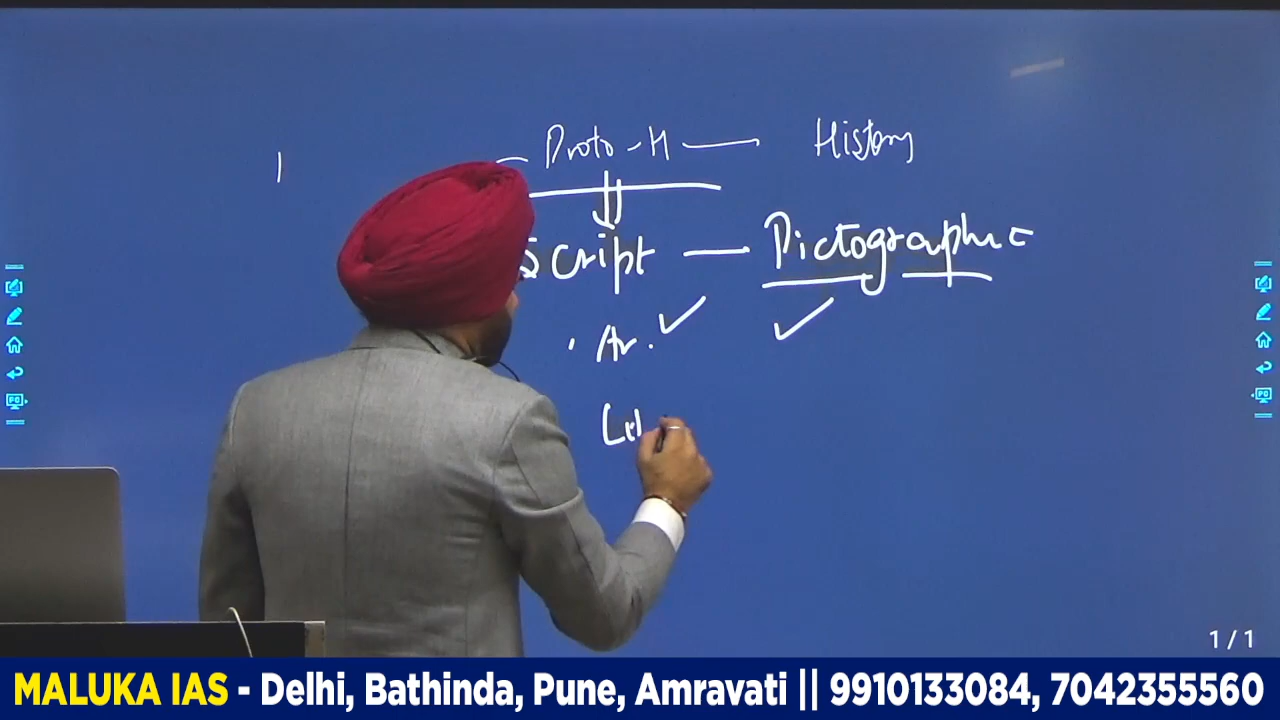 Proto-H — History
Script — Pictographic
Ar. ✓ ✓
1 / 1
MALUKA IAS - Delhi, Bathinda, Pune, Amravati || 9910133084, 7042355560